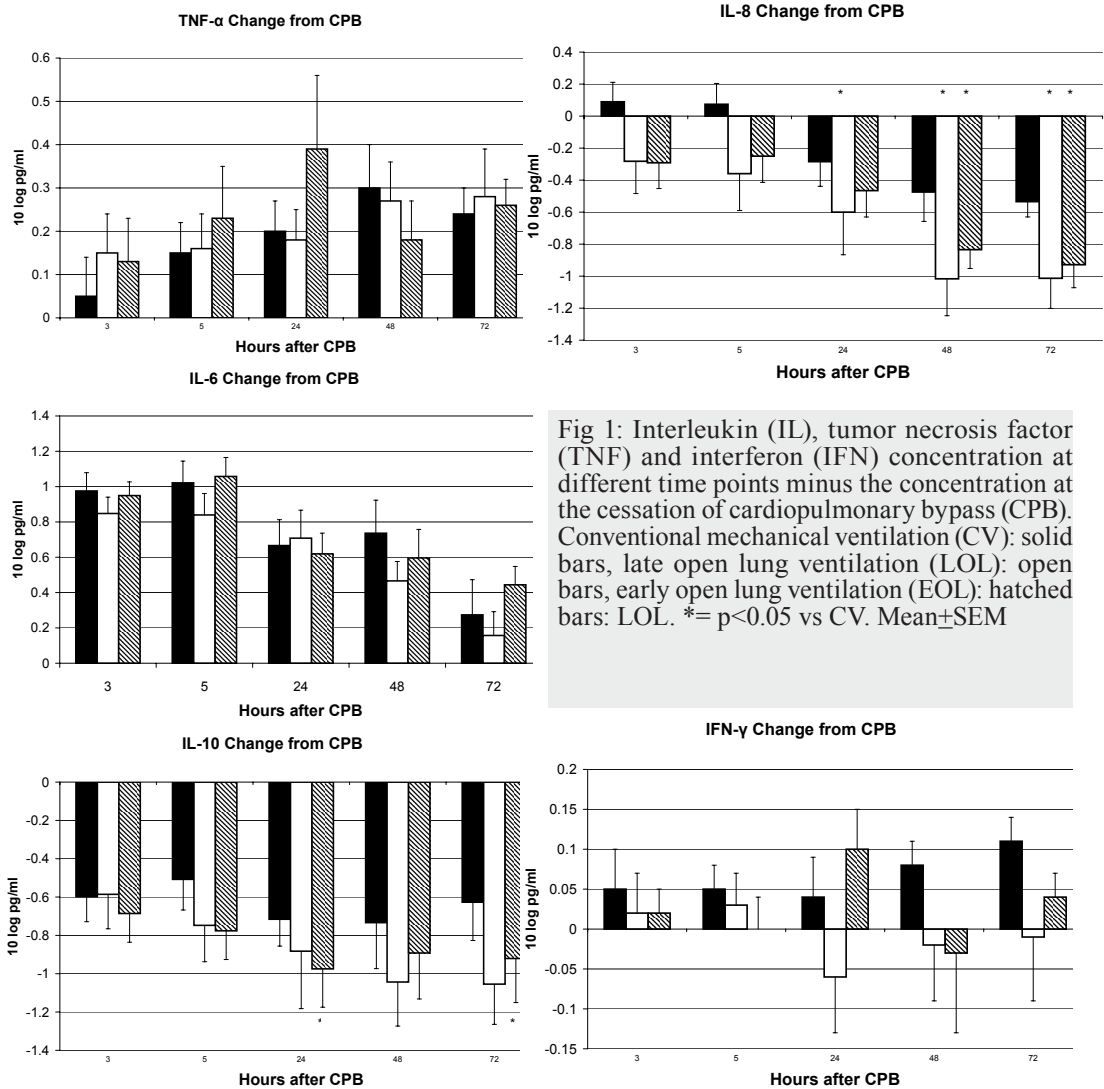 TNF-α Change from CPB
0.6
0.5
0.4
0.3
0.2
0.1
0
10 log pg/ml
3 5 24 48 72
Hours after CPB
IL-8 Change from CPB
0.4
0.2
0
-0.2
-0.4
-0.6
-0.8
-1
-1.2
-1.4
10 log pg/ml
* * * * *
3 5 24 48 72
Hours after CPB
IL-6 Change from CPB
1.4
1.2
1
0.8
0.6
0.4
0.2
0
10 log pg/ml
3 5 24 48 72
Hours after CPB
Fig 1: Interleukin (IL), tumor necrosis factor
(TNF) and interferon (IFN) concentration at
different time points minus the concentration at
the cessation of cardiopulmonary bypass (CPB).
Conventional mechanical ventilation (CV): solid
bars, late open lung ventilation (LOL): open
bars, early open lung ventilation (EOL): hatched
bars: LOL. *= p<0.05 vs CV. Mean±SEM
IL-10 Change from CPB
0
-0.2
-0.4
-0.6
-0.8
-1
-1.2
-1.4
10 log pg/ml
* *
3 5 24 48 72
Hours after CPB
IFN-γ Change from CPB
0.2
0.15
0.1
0.05
0
-0.05
-0.1
-0.15
10 log pg/ml
3 5 24 48 72
Hours after CPB